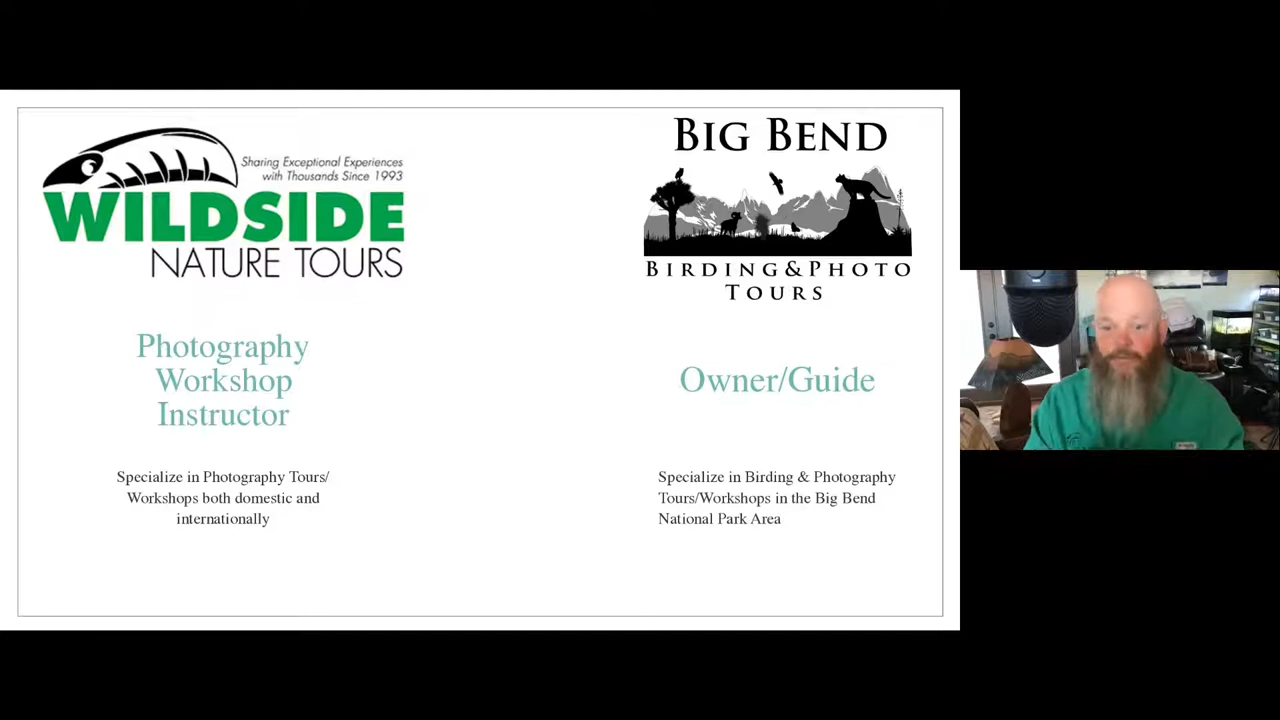 Sharing Exceptional Experiences
with Thousands Since 1993
WILDSIDE
NATURE TOURS
Photography
Workshop
Instructor
Specialize in Photography Tours/
Workshops both domestic and
internationally
BIG BEND
BIRDING&PHOTO
TOURS
Owner/Guide
Specialize in Birding & Photography
Tours/Workshops in the Big Bend
National Park Area